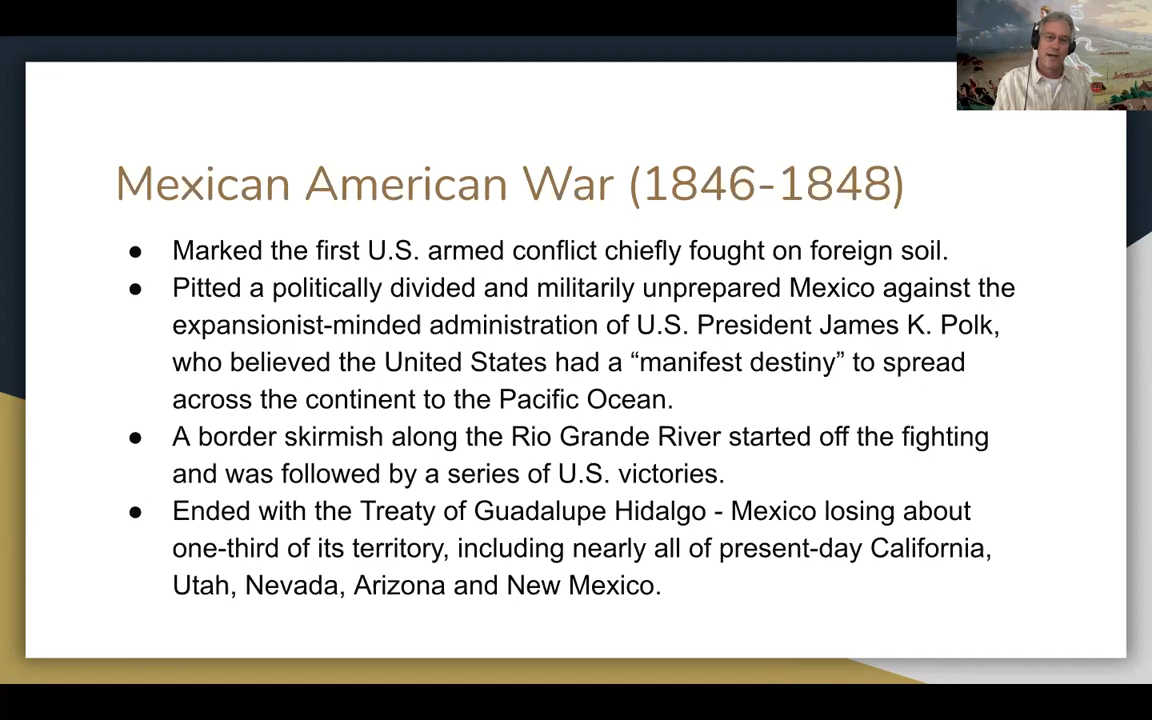 Mexican American War (1846-1848)
● Marked the first U.S. armed conflict chiefly fought on foreign soil.
● Pitted a politically divided and militarily unprepared Mexico against the
expansionist-minded administration of U.S. President James K. Polk,
who believed the United States had a “manifest destiny” to spread
across the continent to the Pacific Ocean.
● A border skirmish along the Rio Grande River started off the fighting
and was followed by a series of U.S. victories.
● Ended with the Treaty of Guadalupe Hidalgo - Mexico losing about
one-third of its territory, including nearly all of present-day California,
Utah, Nevada, Arizona and New Mexico.